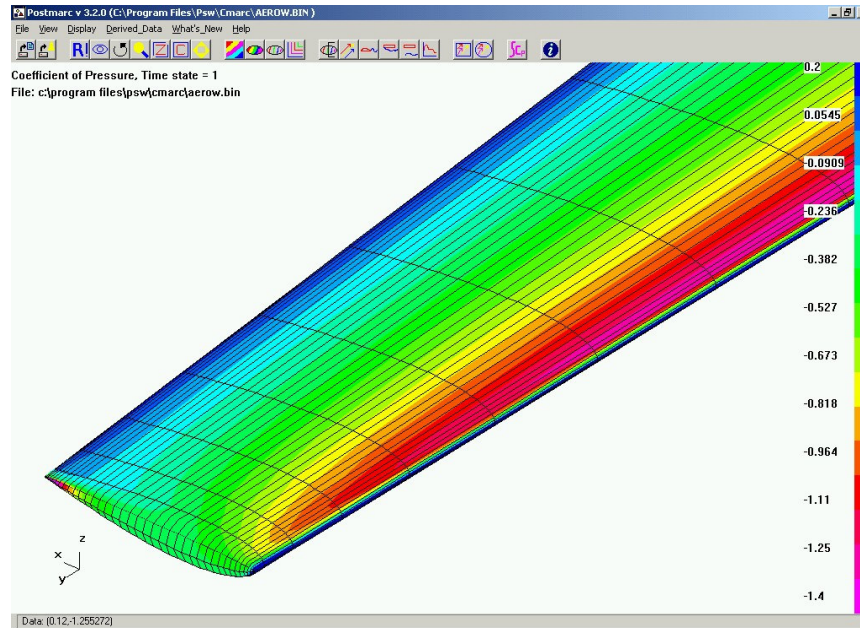 Postmarc v 3.2.0 (C:\Program Files\Psw\Cmarc\AEROW.BIN )
File View Display Derived_Data What's_New Help
R! Z C SCp i
Coefficient of Pressure, Time state = 1
File: c:\program files\psw\cmarc\aerow.bin
0.2
0.0545
-0.0909
-0.236
-0.382
-0.527
-0.673
-0.818
-0.964
-1.11
-1.25
-1.4
z
x
y
Data: (0.12,-1.255272)